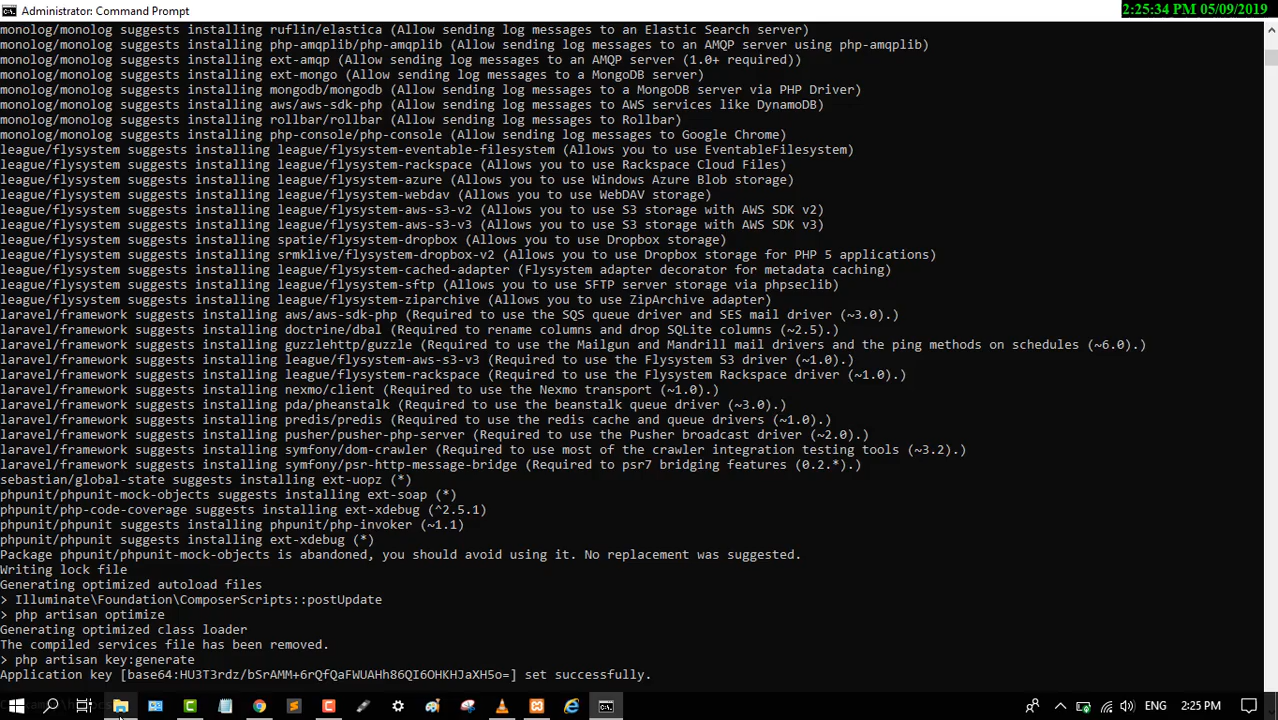 Administrator: Command Prompt
2:25:34 PM 05/09/2019
monolog/monolog suggests installing ruflin/elastica (Allow sending log messages to an Elastic Search server)
monolog/monolog suggests installing php-amqplib/php-amqplib (Allow sending log messages to an AMQP server using php-amqplib)
monolog/monolog suggests installing ext-amqp (Allow sending log messages to an AMQP server (1.0+ required))
monolog/monolog suggests installing ext-mongo (Allow sending log messages to a MongoDB server)
monolog/monolog suggests installing mongodb/mongodb (Allow sending log messages to a MongoDB server via PHP Driver)
monolog/monolog suggests installing aws/aws-sdk-php (Allow sending log messages to AWS services like DynamoDB)
monolog/monolog suggests installing rollbar/rollbar (Allow sending log messages to Rollbar)
monolog/monolog suggests installing php-console/php-console (Allow sending log messages to Google Chrome)
league/flysystem suggests installing league/flysystem-eventable-filesystem (Allows you to use EventableFilesystem)
league/flysystem suggests installing league/flysystem-rackspace (Allows you to use Rackspace Cloud Files)
league/flysystem suggests installing league/flysystem-azure (Allows you to use Windows Azure Blob storage)
league/flysystem suggests installing league/flysystem-webdav (Allows you to use WebDAV storage)
league/flysystem suggests installing league/flysystem-aws-s3-v2 (Allows you to use S3 storage with AWS SDK v2)
league/flysystem suggests installing league/flysystem-aws-s3-v3 (Allows you to use S3 storage with AWS SDK v3)
league/flysystem suggests installing spatie/flysystem-dropbox (Allows you to use Dropbox storage)
league/flysystem suggests installing srmklive/flysystem-dropbox-v2 (Allows you to use Dropbox storage for PHP 5 applications)
league/flysystem suggests installing league/flysystem-cached-adapter (Flysystem adapter decorator for metadata caching)
league/flysystem suggests installing league/flysystem-sftp (Allows you to use SFTP server storage via phpseclib)
league/flysystem suggests installing league/flysystem-ziparchive (Allows you to use ZipArchive adapter)
laravel/framework suggests installing aws/aws-sdk-php (Required to use the SQS queue driver and SES mail driver (~3.0).)
laravel/framework suggests installing doctrine/dbal (Required to rename columns and drop SQLite columns (~2.5).)
laravel/framework suggests installing guzzlehttp/guzzle (Required to use the Mailgun and Mandrill mail drivers and the ping methods on schedules (~6.0).)
laravel/framework suggests installing league/flysystem-aws-s3-v3 (Required to use the Flysystem S3 driver (~1.0).)
laravel/framework suggests installing league/flysystem-rackspace (Required to use the Flysystem Rackspace driver (~1.0).)
laravel/framework suggests installing nexmo/client (Required to use the Nexmo transport (~1.0).)
laravel/framework suggests installing pda/pheanstalk (Required to use the beanstalk queue driver (~3.0).)
laravel/framework suggests installing predis/predis (Required to use the redis cache and queue drivers (~1.0).)
laravel/framework suggests installing pusher/pusher-php-server (Required to use the Pusher broadcast driver (~2.0).)
laravel/framework suggests installing symfony/dom-crawler (Required to use most of the crawler integration testing tools (~3.2).)
laravel/framework suggests installing symfony/psr-http-message-bridge (Required to psr7 bridging features (0.2.*).)
sebastian/global-state suggests installing ext-uopz (*)
phpunit/phpunit-mock-objects suggests installing ext-soap (*)
phpunit/php-code-coverage suggests installing ext-xdebug (^2.5.1)
phpunit/phpunit suggests installing phpunit/php-invoker (~1.1)
phpunit/phpunit suggests installing ext-xdebug (*)
Package phpunit/phpunit-mock-objects is abandoned, you should avoid using it. No replacement was suggested.
Writing lock file
Generating optimized autoload files
> Illuminate\Foundation\ComposerScripts::postUpdate
> php artisan optimize
Generating optimized class loader
The compiled services file has been removed.
> php artisan key:generate
Application key [base64:HU3T3rdz/bSrAMM+6rQfQaFWUAHh86QI6OHKHJaXH5o=] set successfully.
ENG
2:25 PM